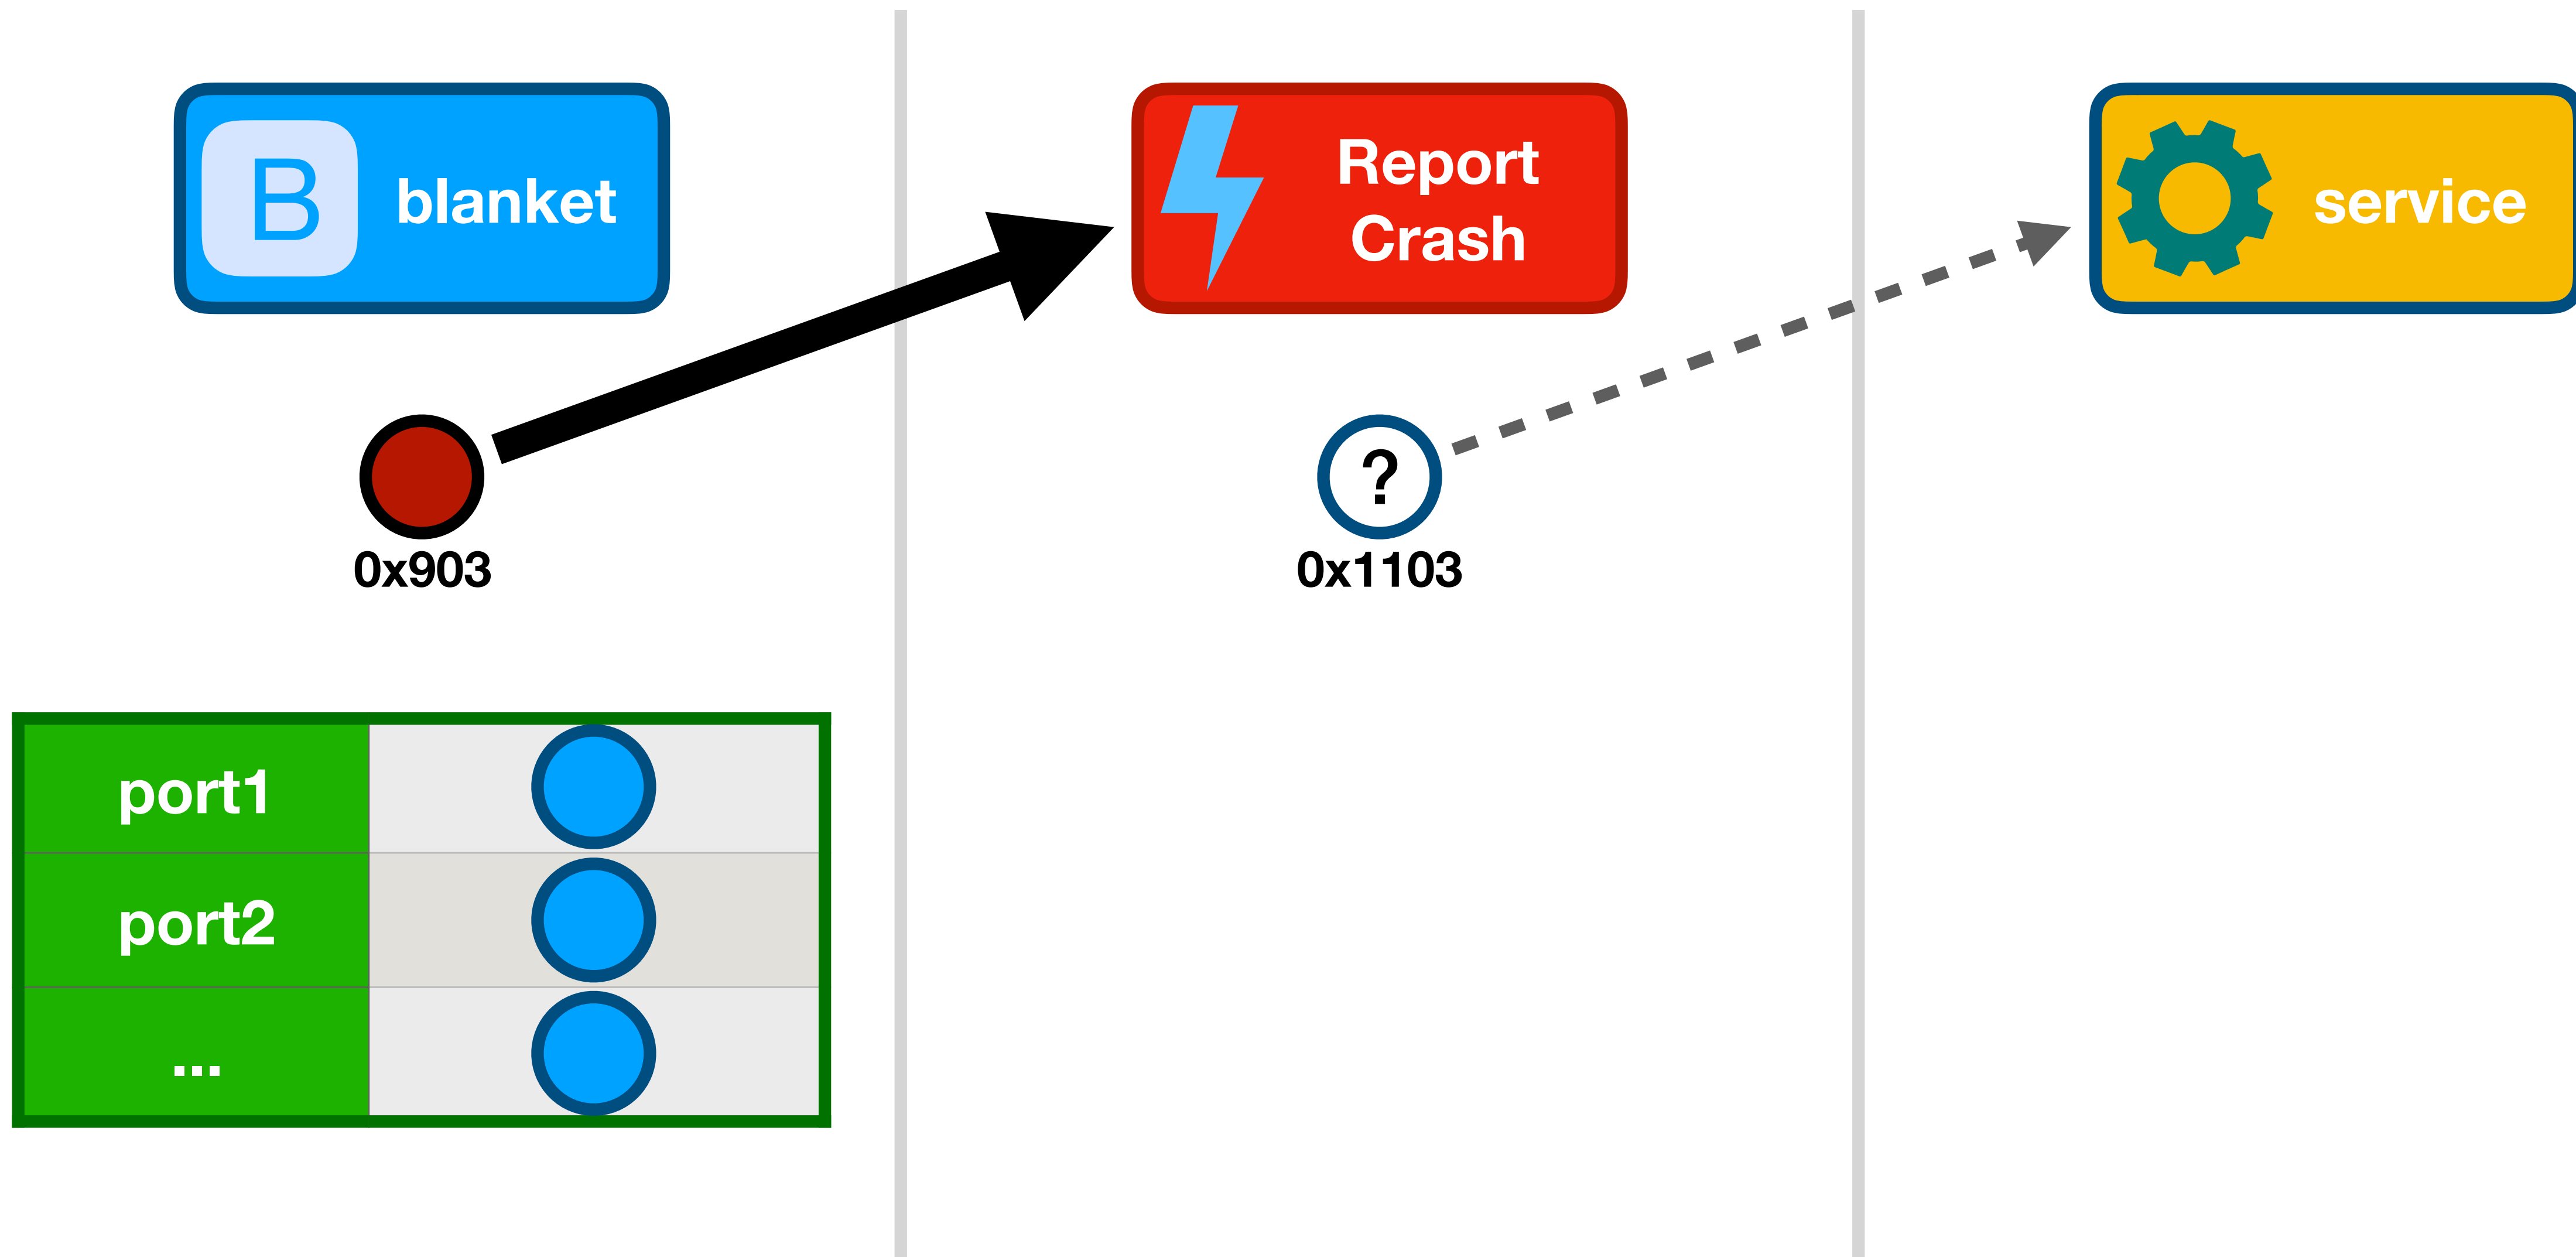 B
blanket
Report
Crash
service
?
0x903
0x1103
port1
port2
...